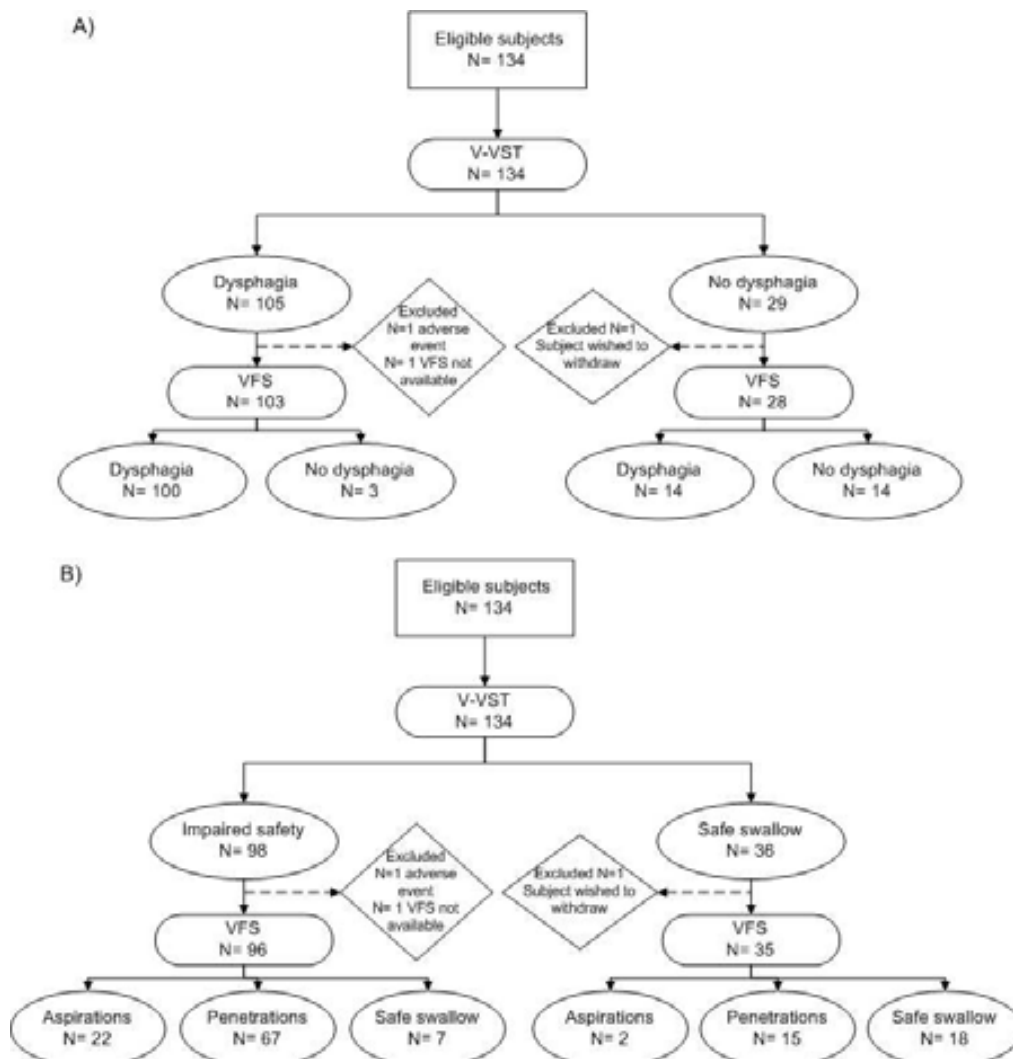 A)
Eligible subjects
N= 134
V-VST
N= 134
Dysphagia
N= 105
No dysphagia
N= 29
Excluded
N=1 adverse
event
N= 1 VFS not
available
Excluded N=1
Subject wished to
withdraw
VFS
N= 103
VFS
N= 28
Dysphagia
N= 100
No dysphagia
N= 3
Dysphagia
N= 14
No dysphagia
N= 14
B)
Eligible subjects
N= 134
V-VST
N= 134
Impaired safety
N= 98
Safe swallow
N= 36
Excluded
N=1 adverse
event
N= 1 VFS not
available
Excluded N=1
Subject wished to
withdraw
VFS
N= 96
VFS
N= 35
Aspirations
N= 22
Penetrations
N= 67
Safe swallow
N= 7
Aspirations
N= 2
Penetrations
N= 15
Safe swallow
N= 18